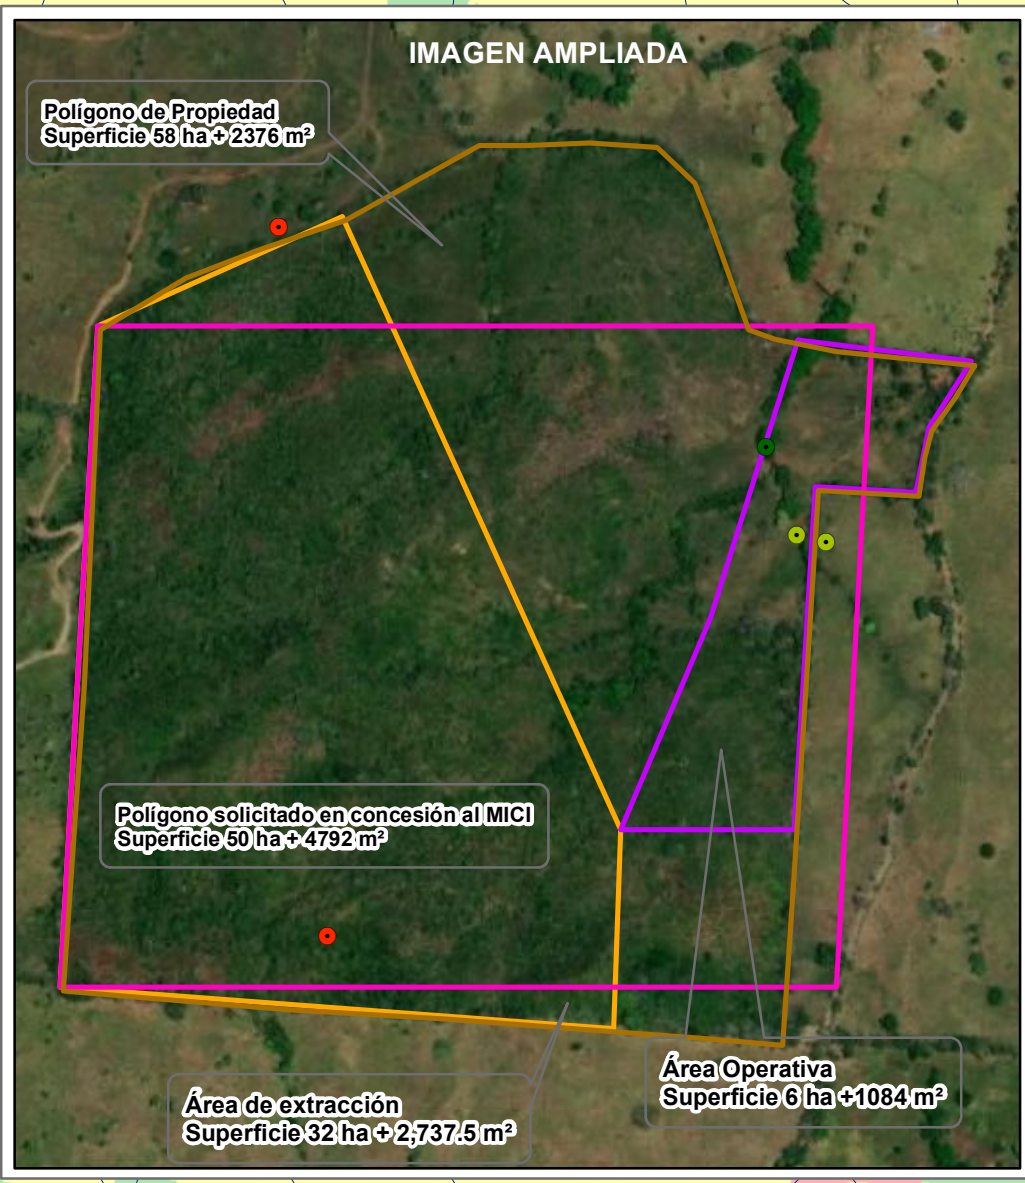 IMAGEN AMPLIADA
Polígono de Propiedad
Superficie 58 ha + 2376 m²
Polígono solicitado en concesión al MICI
Superficie 50 ha + 4792 m²
Área de extracción
Superficie 32 ha + 2,737.5 m²
Área Operativa
Superficie 6 ha +1084 m²